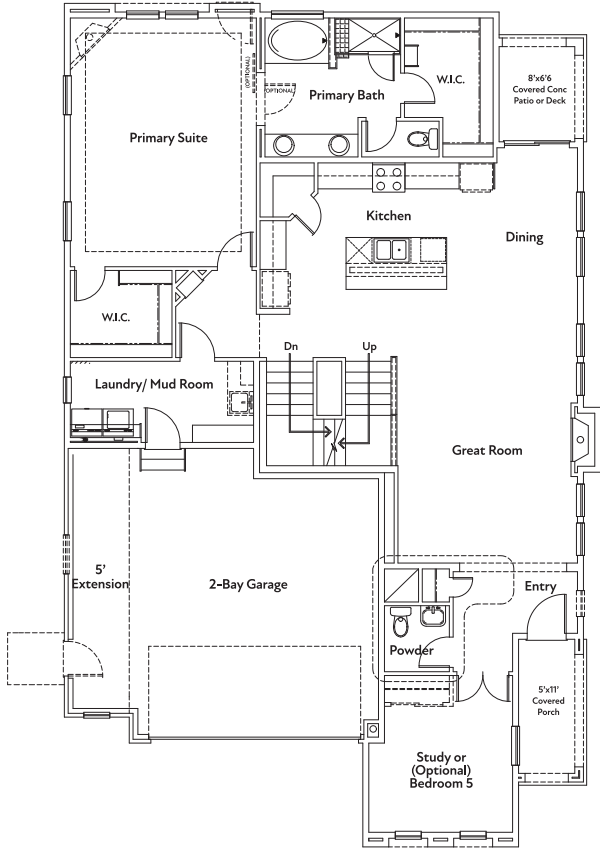 (OPTIONAL)
(OPTIONAL)
W.I.C.
8'x6'6
Covered Conc
Patio or Deck
Primary Bath
Primary Suite
Kitchen
Dining
W.I.C.
Dn
Up
Laundry/ Mud Room
Great Room
5'
Extension
2-Bay Garage
Entry
Powder
5'x11'
Covered
Porch
Study or
(Optional)
Bedroom 5